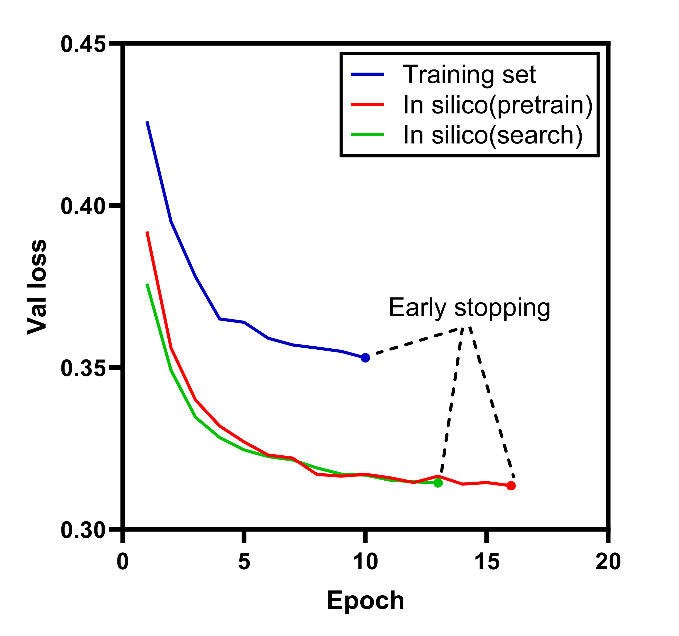 0.45
0.40
0.35
0.30
Val loss
Training set
In silico(pretrain)
In silico(search)
Early stopping
0
5
10
15
20
Epoch